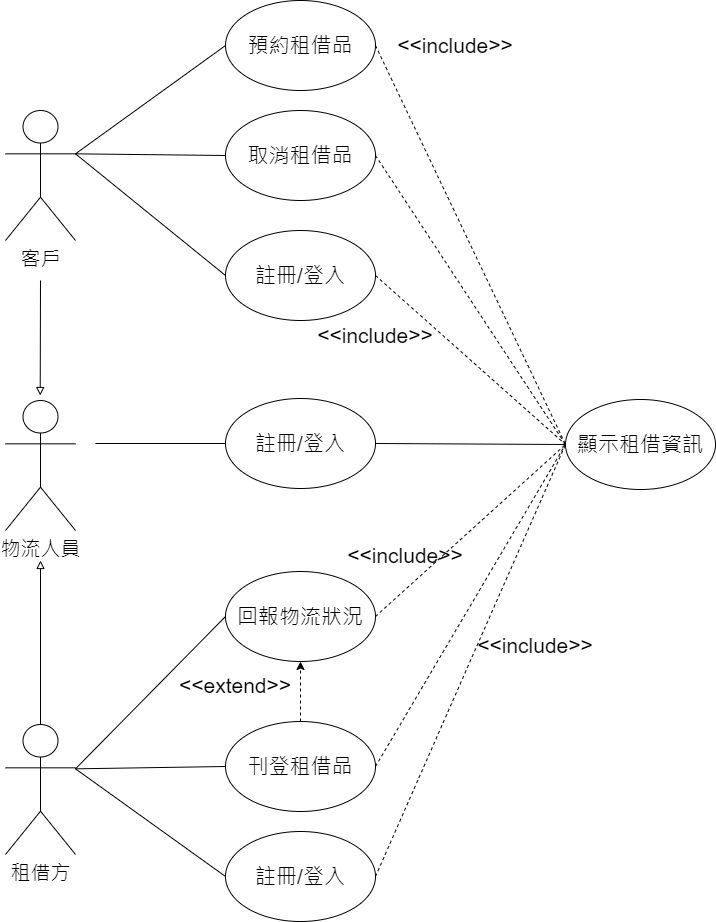 預約租借品
<<include>>
取消租借品
客戶
註冊/登入
<<include>>
註冊/登入
顯示租借資訊
物流人員
<<include>>
回報物流狀況
<<include>>
<<extend>>
刊登租借品
租借方
註冊/登入